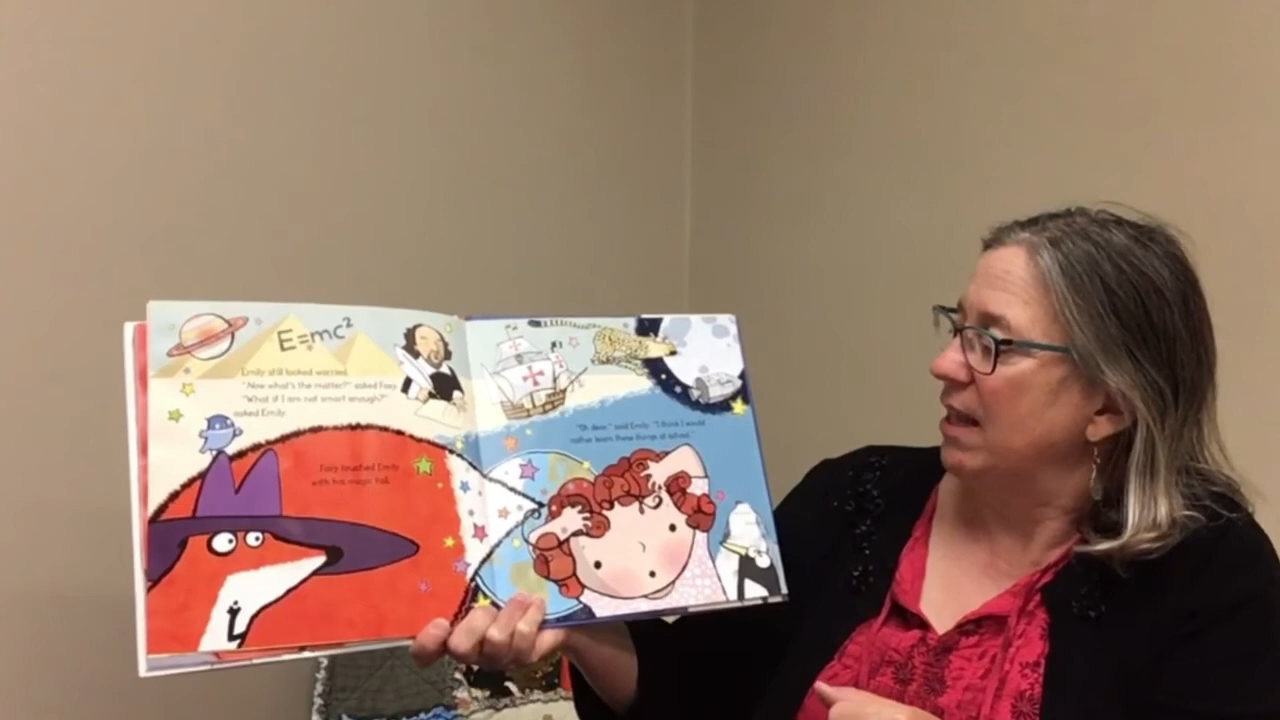 E=mc²
Emily still looked worried.
"Now what's the matter?" asked Foxy.
"What if I am not smart enough?"
asked Emily.
Foxy touched Emily
with his magic tail.
"Oh dear," said Emily. "I think I would
rather learn these things at school."